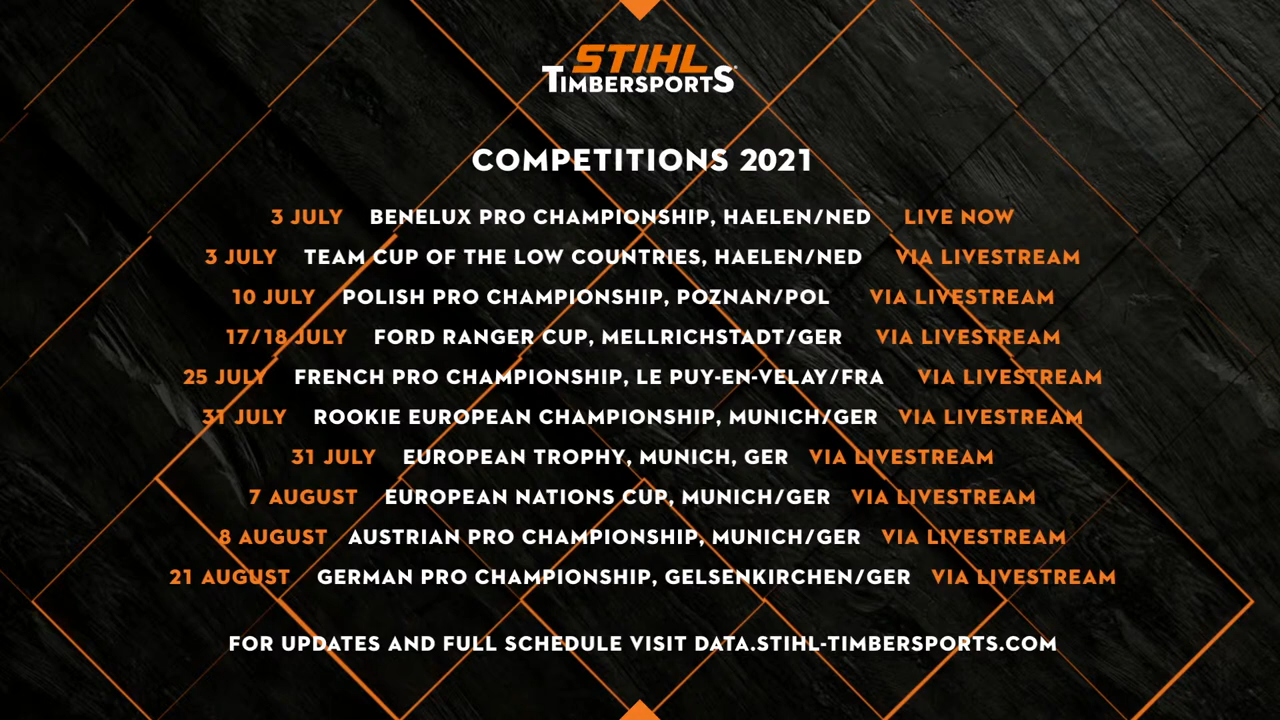 STIHL
TIMBERSPORTS®
COMPETITIONS 2021
3 JULY BENELUX PRO CHAMPIONSHIP, HAELEN/NED LIVE NOW
3 JULY TEAM CUP OF THE LOW COUNTRIES, HAELEN/NED VIA LIVESTREAM
10 JULY POLISH PRO CHAMPIONSHIP, POZNAN/POL VIA LIVESTREAM
17/18 JULY FORD RANGER CUP, MELLRICHSTADT/GER VIA LIVESTREAM
25 JULY FRENCH PRO CHAMPIONSHIP, LE PUY-EN-VELAY/FRA VIA LIVESTREAM
31 JULY ROOKIE EUROPEAN CHAMPIONSHIP, MUNICH/GER VIA LIVESTREAM
31 JULY EUROPEAN TROPHY, MUNICH, GER VIA LIVESTREAM
7 AUGUST EUROPEAN NATIONS CUP, MUNICH/GER VIA LIVESTREAM
8 AUGUST AUSTRIAN PRO CHAMPIONSHIP, MUNICH/GER VIA LIVESTREAM
21 AUGUST GERMAN PRO CHAMPIONSHIP, GELSENKIRCHEN/GER VIA LIVESTREAM
FOR UPDATES AND FULL SCHEDULE VISIT DATA.STIHL-TIMBERSPORTS.COM